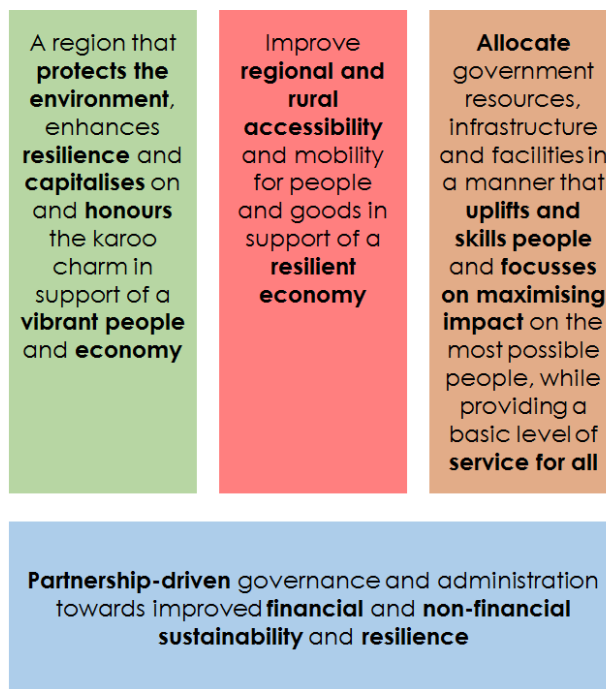 A region that
protects the
environment,
enhances
resilience and
capitalises on
and honours
the karoo
charm in
support of a
vibrant people
and economy
Improve
regional and
rural
accessibility
and mobility
for people
and goods in
support of a
resilient
economy
Allocate
government
resources,
infrastructure
and facilities in
a manner that
uplifts and
skills people
and focusses
on maximising
impact on the
most possible
people, while
providing a
basic level of
service for all
Partnership-driven governance and administration
towards improved financial and non-financial
sustainability and resilience